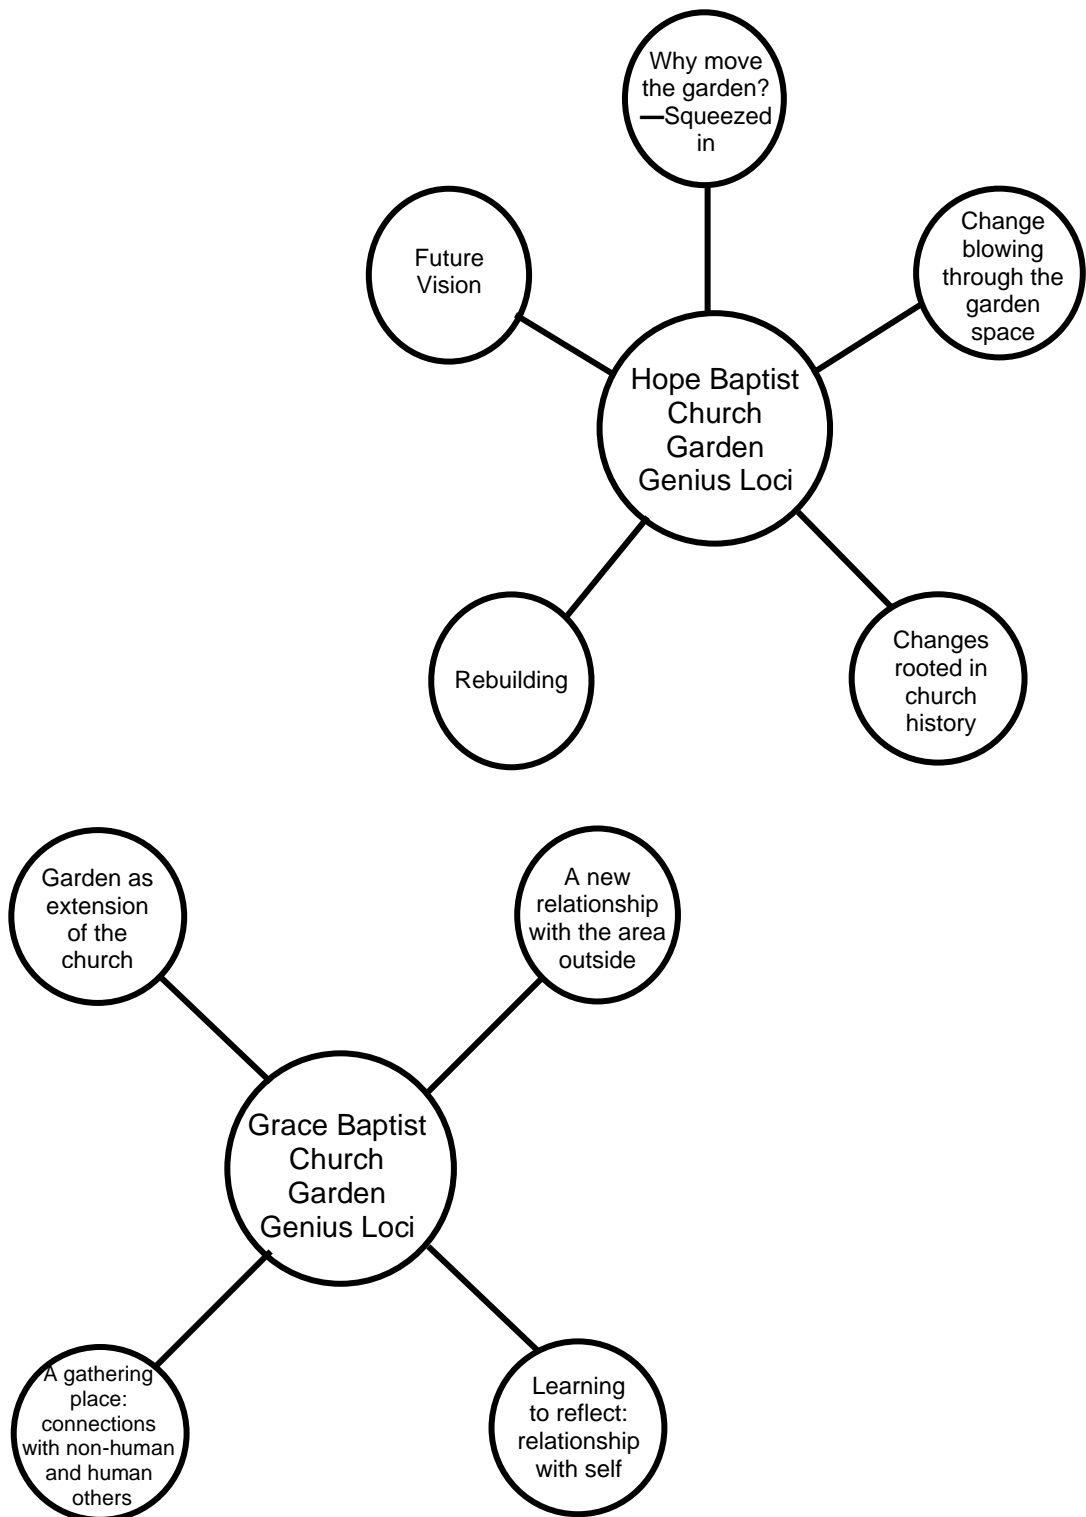 Why move
the garden?
—Squeezed
in
Future
Vision
Change
blowing
through the
garden
space
Hope Baptist
Church
Garden
Genius Loci
Rebuilding
Changes
rooted in
church
history
Garden as
extension
of the
church
A new
relationship
with the area
outside
Grace Baptist
Church
Garden
Genius Loci
A gathering
place:
connections
with non-human
and human
others
Learning
to reflect:
relationship
with self